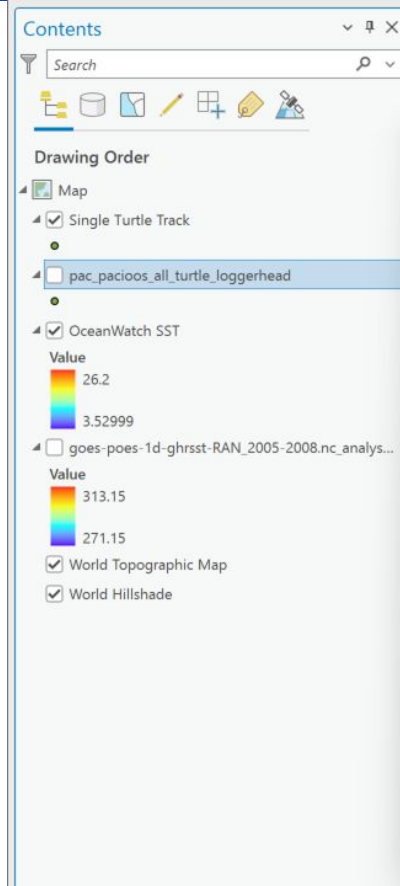 Contents
Search
Drawing Order
Map
Single Turtle Track
pac_pacioos_all_turtle_loggerhead
OceanWatch SST
Value
26.2
3.52999
goes-poes-1d-ghrsst-RAN_2005-2008.nc_analys...
Value
313.15
271.15
World Topographic Map
World Hillshade